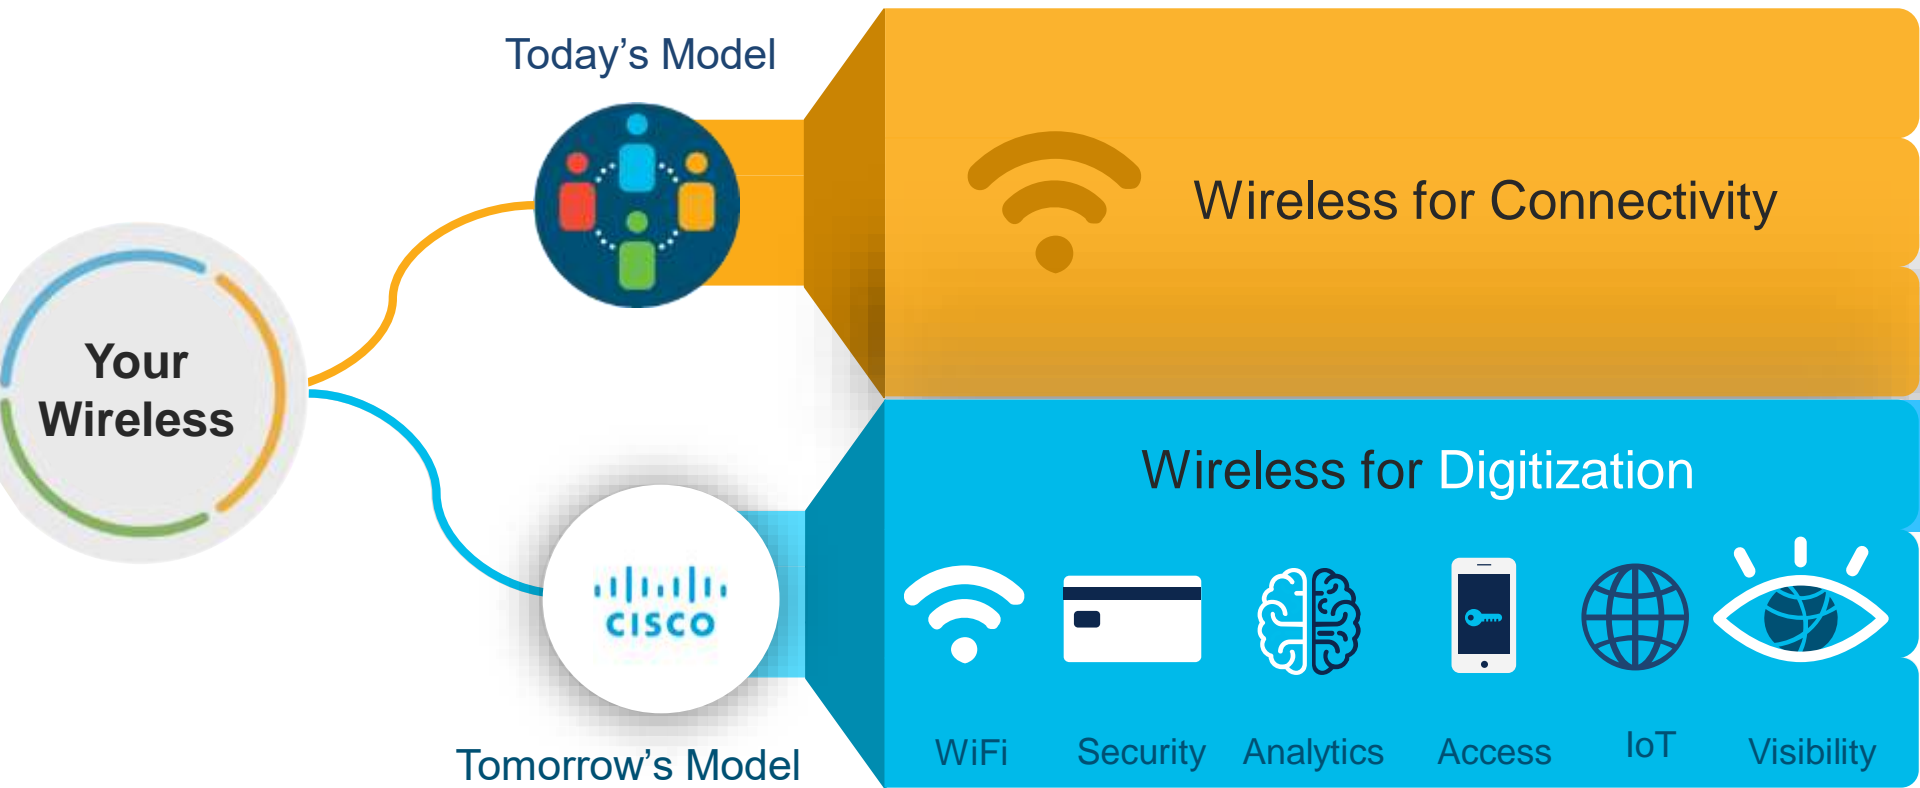 Today's Model
Wireless for Connectivity
Your
Wireless
Wireless for Digitization
CISCO
WiFi
Security
Analytics
Access
IoT
Visibility
Tomorrow's Model